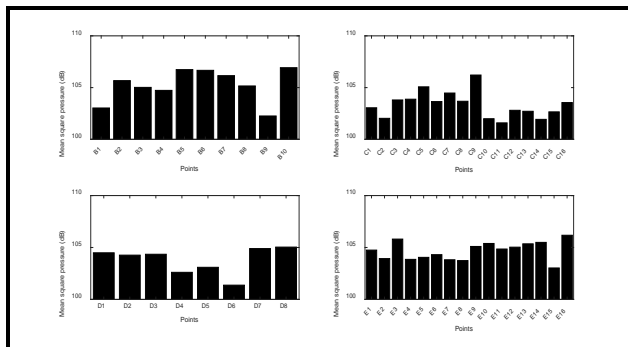 110
105
100
Mean square pressure (dB)
B1 B2 B3 B4 B5 B6 B7 B8 B9 B10
Points
110
105
100
Mean square pressure (dB)
C1 C2 C3 C4 C5 C6 C7 C8 C9 C10 C11 C12 C13 C14 C15 C16
Points
110
105
100
Mean square pressure (dB)
D1 D2 D3 D4 D5 D6 D7 D8
Points
110
105
100
Mean square pressure (dB)
E1 E2 E3 E4 E5 E6 E7 E8 E9 E10 E11 E12 E13 E14 E15 E16
Points